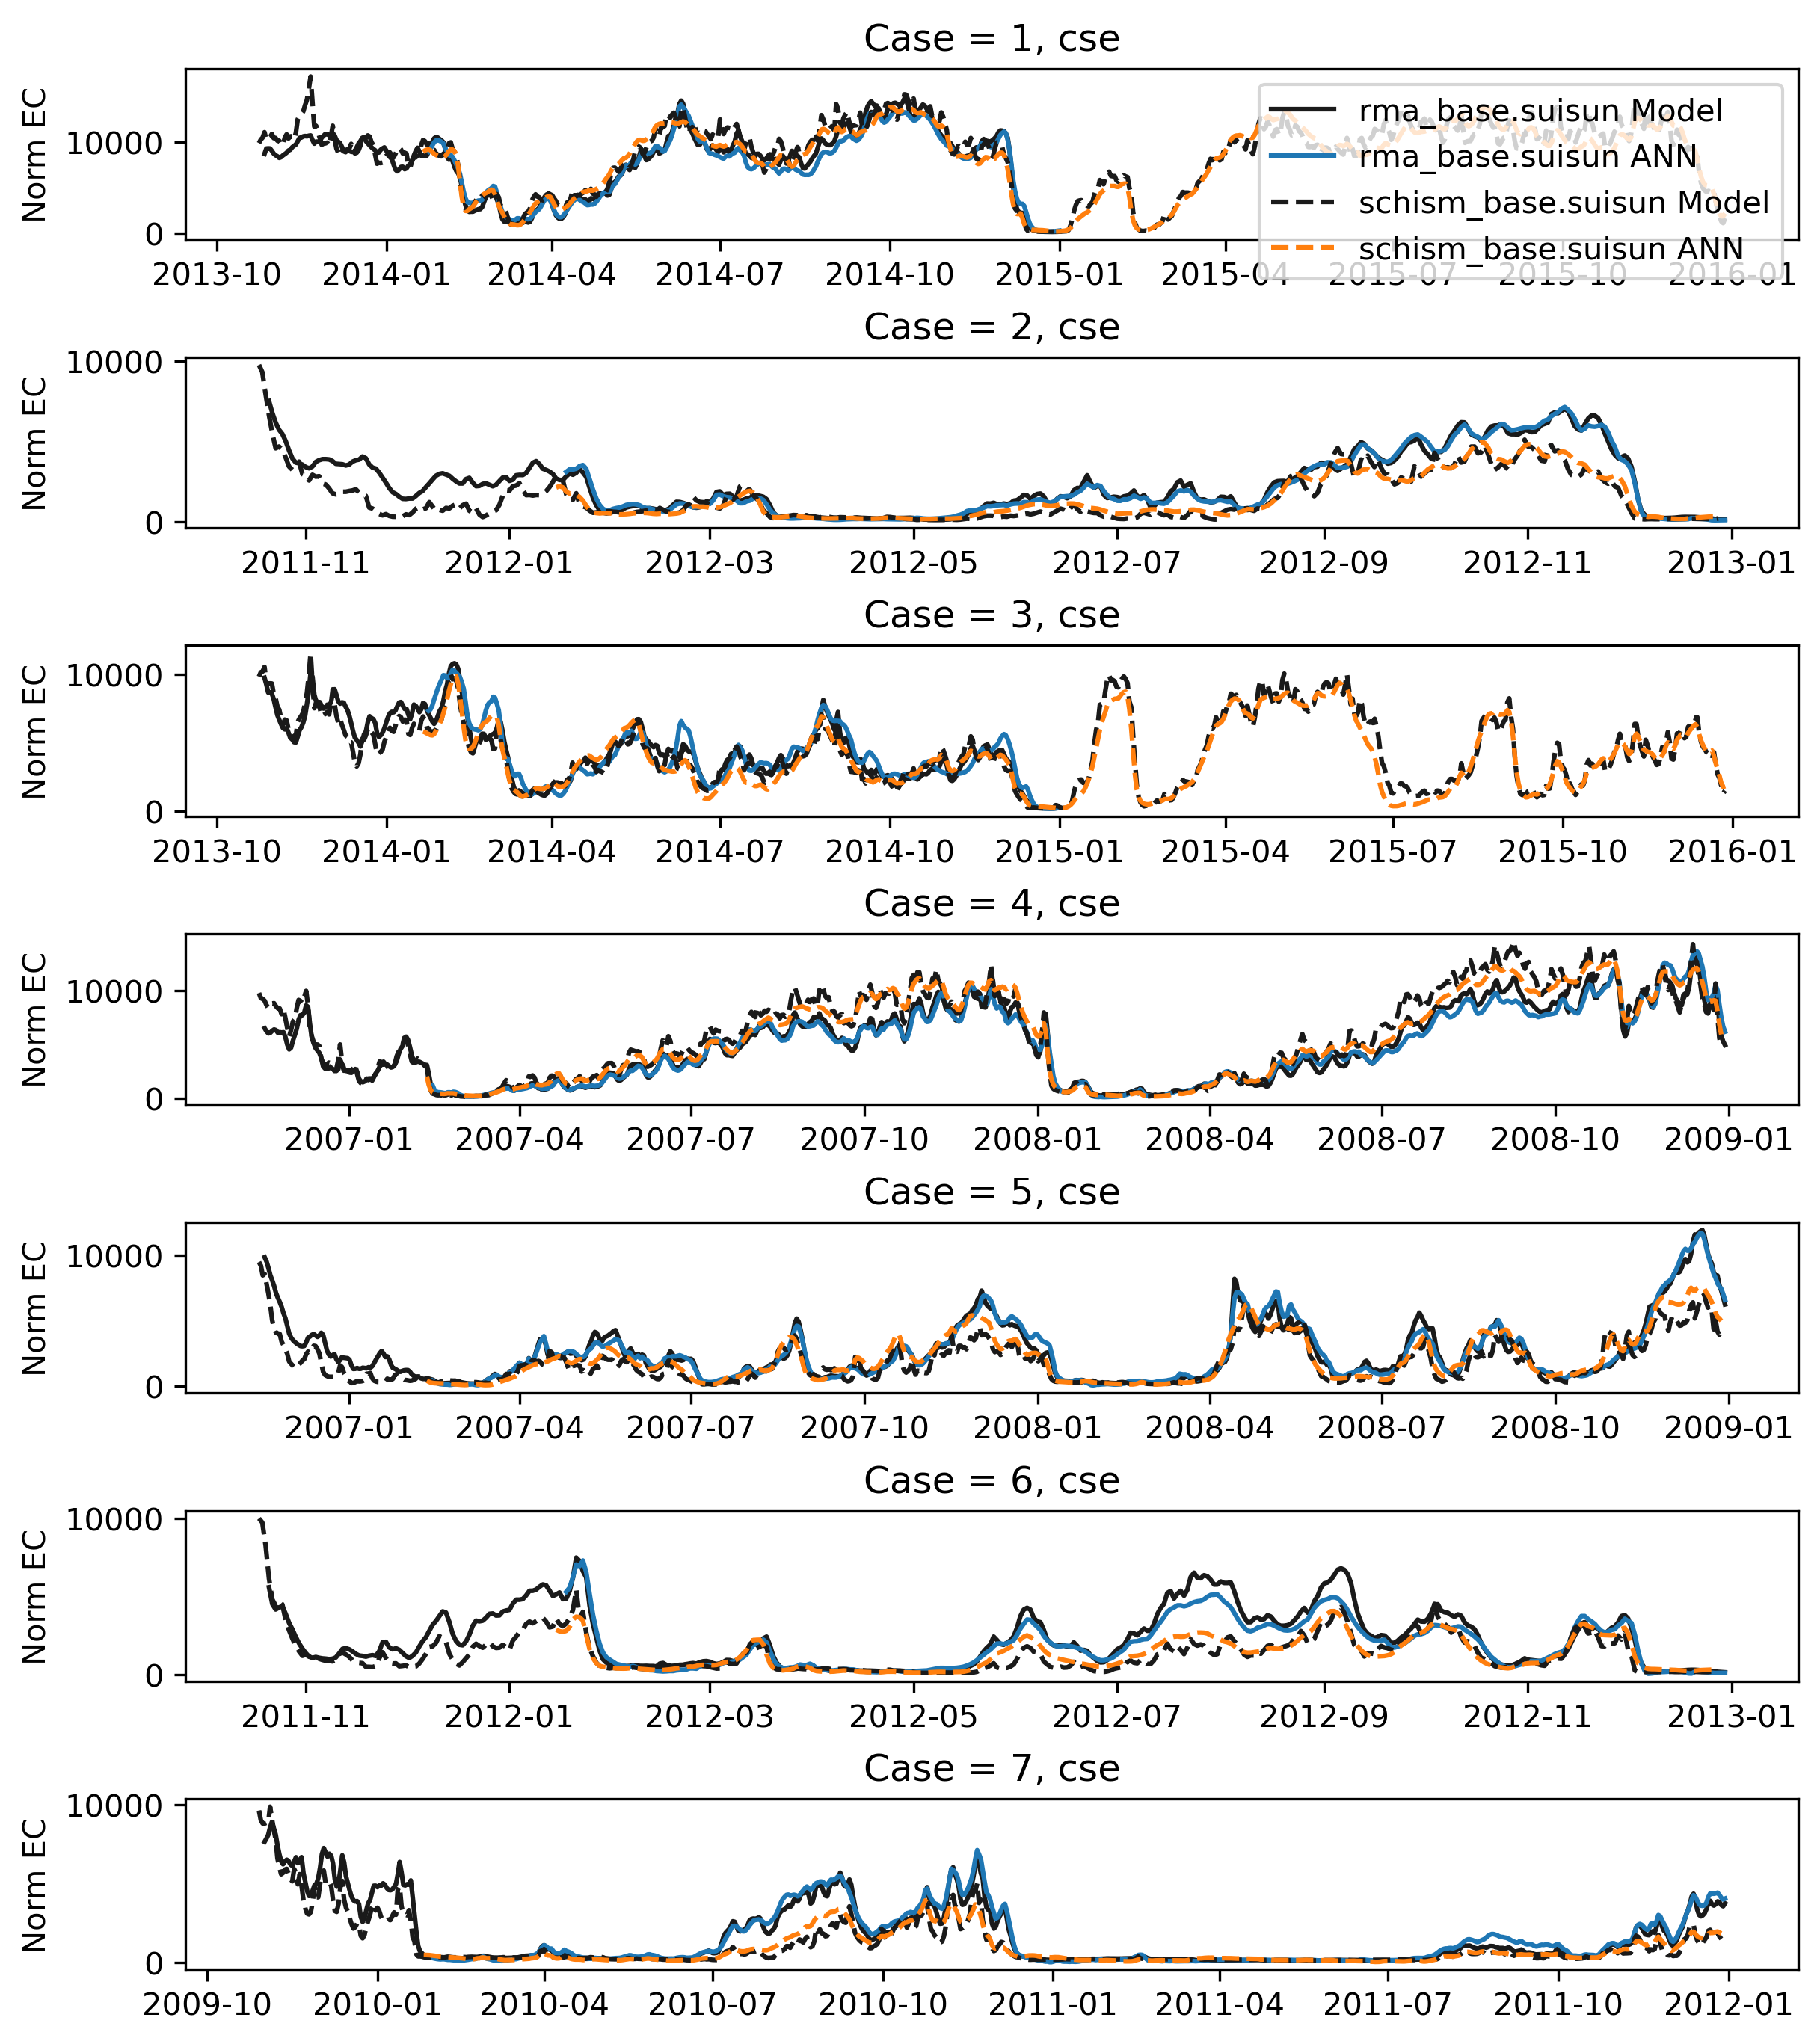 Case = 1, cse
Norm EC
10000
0
rma_base.suisun Model
rma_base.suisun ANN
schism_base.suisun Model
schism_base.suisun ANN
2013-10 2014-01 2014-04 2014-07 2014-10 2015-01 2015-04 2015-07 2015-10 2016-01
Case = 2, cse
Norm EC
10000
0
2011-11 2012-01 2012-03 2012-05 2012-07 2012-09 2012-11 2013-01
Case = 3, cse
Norm EC
10000
0
2013-10 2014-01 2014-04 2014-07 2014-10 2015-01 2015-04 2015-07 2015-10 2016-01
Case = 4, cse
Norm EC
10000
0
2007-01 2007-04 2007-07 2007-10 2008-01 2008-04 2008-07 2008-10 2009-01
Case = 5, cse
Norm EC
10000
0
2007-01 2007-04 2007-07 2007-10 2008-01 2008-04 2008-07 2008-10 2009-01
Case = 6, cse
Norm EC
10000
0
2011-11 2012-01 2012-03 2012-05 2012-07 2012-09 2012-11 2013-01
Case = 7, cse
Norm EC
10000
0
2009-10 2010-01 2010-04 2010-07 2010-10 2011-01 2011-04 2011-07 2011-10 2012-01